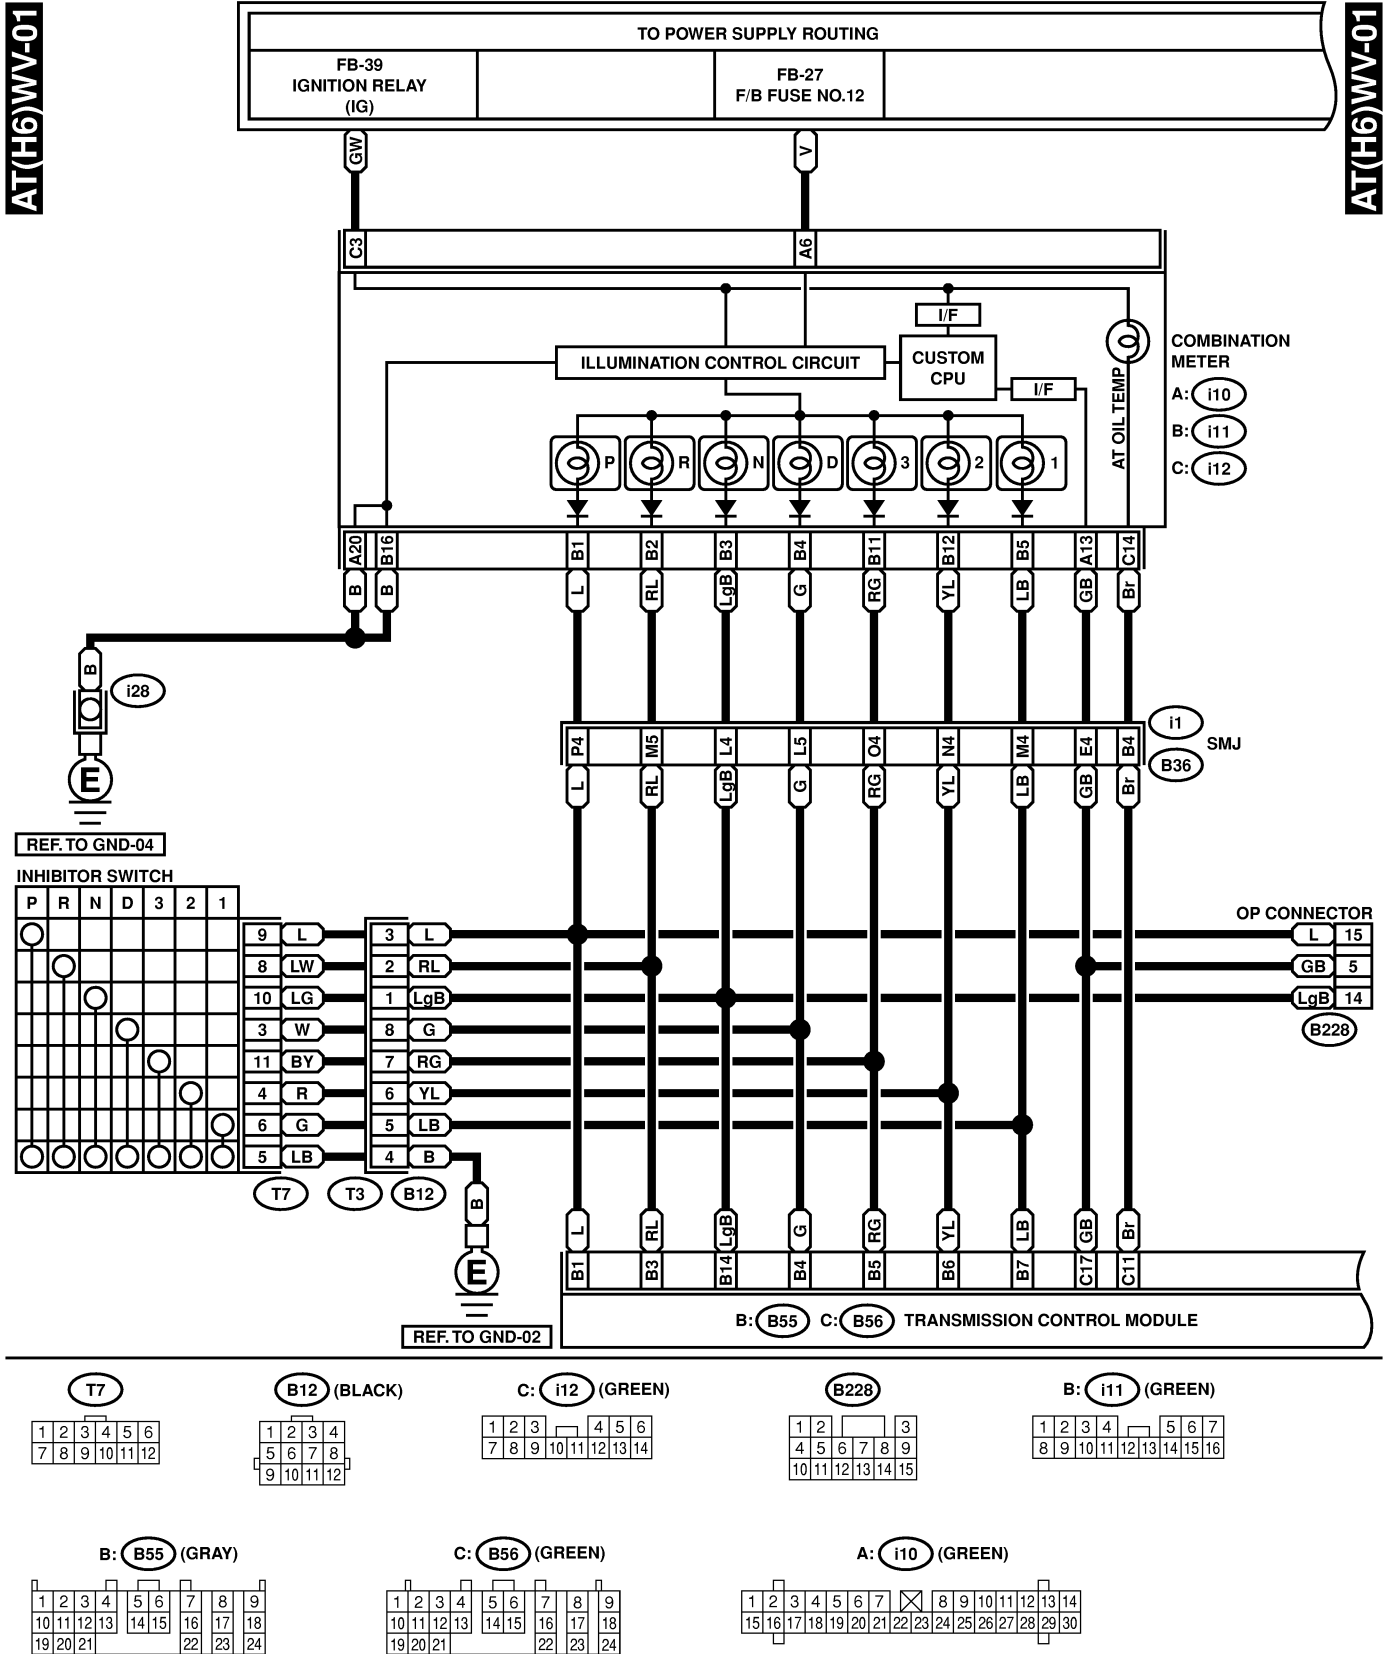 AT(H6)WV-01
AT(H6)WV-01
TO POWER SUPPLY ROUTING
FB-39
IGNITION RELAY
(IG)
FB-27
F/B FUSE NO.12
GW
V
C3
A6
I/F
ILLUMINATION CONTROL CIRCUIT
CUSTOM
CPU
I/F
AT OIL TEMP
COMBINATION
METER
A: i10
B: i11
C: i12
P R N D 3 2 1
A20 B16 B1 B2 B3 B4 B11 B12 B5 A13 C14
B B L RL LgB G RG YL LB GB Br
B
i28
E
REF. TO GND-04
i1
SMJ
B36
P4 M5 L4 L5 O4 N4 M4 E4 B4
L RL LgB G RG YL LB GB Br
INHIBITOR SWITCH
P R N D 3 2 1
9 L 3 L
8 LW 2 RL
10 LG 1 LgB
3 W 8 G
11 BY 7 RG
4 R 6 YL
6 G 5 LB
5 LB 4 B
T7 T3 B12
OP CONNECTOR
L 15
GB 5
LgB 14
B228
B
E
REF. TO GND-02
L RL LgB G RG YL LB GB Br
B1 B3 B14 B4 B5 B6 B7 C17 C11
B: B55 C: B56 TRANSMISSION CONTROL MODULE
T7
1 2 3 4 5 6
7 8 9 10 11 12
B12 (BLACK)
1 2 3 4
5 6 7 8
9 10 11 12
C: i12 (GREEN)
1 2 3 4 5 6
7 8 9 10 11 12 13 14
B228
1 2 3
4 5 6 7 8 9
10 11 12 13 14 15
B: i11 (GREEN)
1 2 3 4 5 6 7
8 9 10 11 12 13 14 15 16
B: B55 (GRAY)
1 2 3 4 5 6 7 8 9
10 11 12 13 14 15 16 17 18
19 20 21 22 23 24
C: B56 (GREEN)
1 2 3 4 5 6 7 8 9
10 11 12 13 14 15 16 17 18
19 20 21 22 23 24
A: i10 (GREEN)
1 2 3 4 5 6 7 8 9 10 11 12 13 14
15 16 17 18 19 20 21 22 23 24 25 26 27 28 29 30